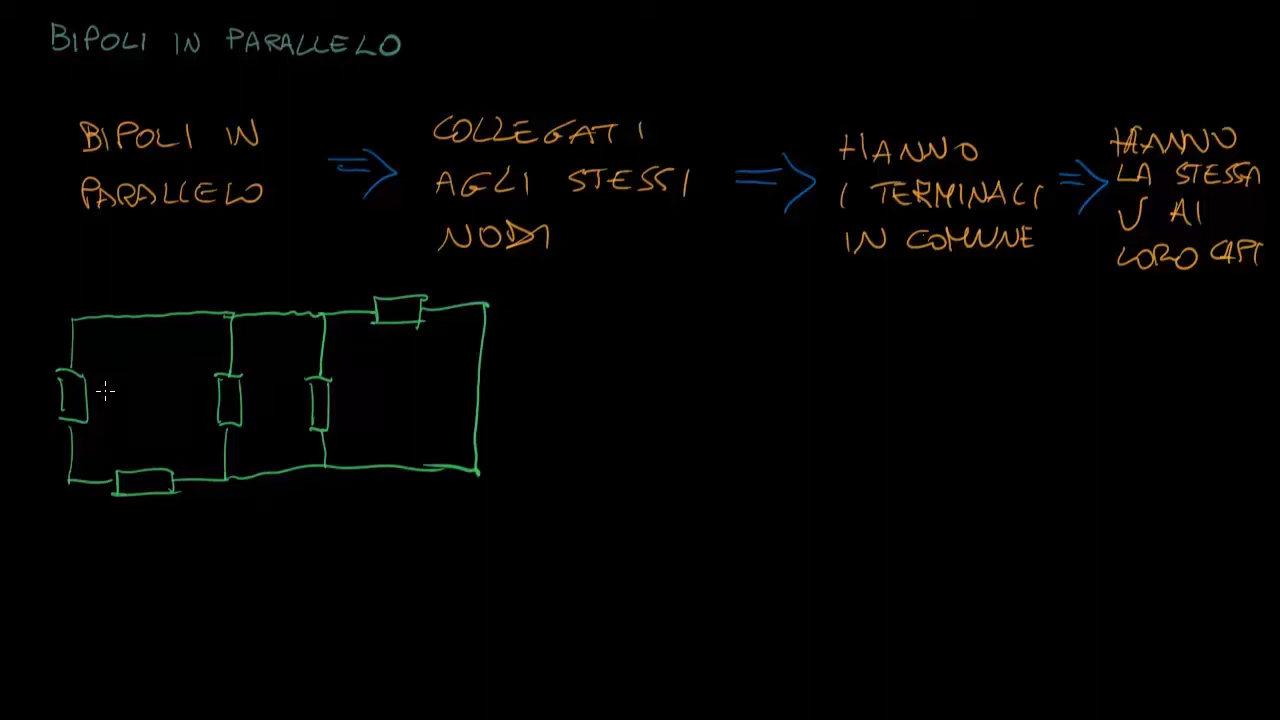 BIPOLI IN PARALLELO
BIPOLI IN
PARALLELO
COLLEGATI
AGLI STESSI
NODI
HANNO
I TERMINALI
IN COMUNE
HANNO
LA STESSA
V AI
LORO CAPI